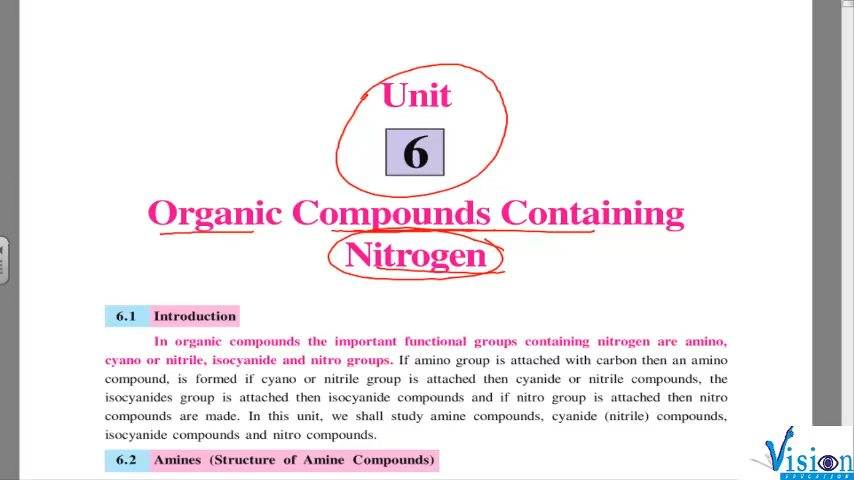 Unit
6
Organic Compounds Containing
Nitrogen
6.1 Introduction
In organic compounds the important functional groups containing nitrogen are amino,
cyano or nitrile, isocyanide and nitro groups. If amino group is attached with carbon then an amino
compound, is formed if cyano or nitrile group is attached then cyanide or nitrile compounds, the
isocyanides group is attached then isocyanide compounds and if nitro group is attached then nitro
compounds are made. In this unit, we shall study amine compounds, cyanide (nitrile) compounds,
isocyanide compounds and nitro compounds.
6.2 Amines (Structure of Amine Compounds)
Vision
EDUCATION